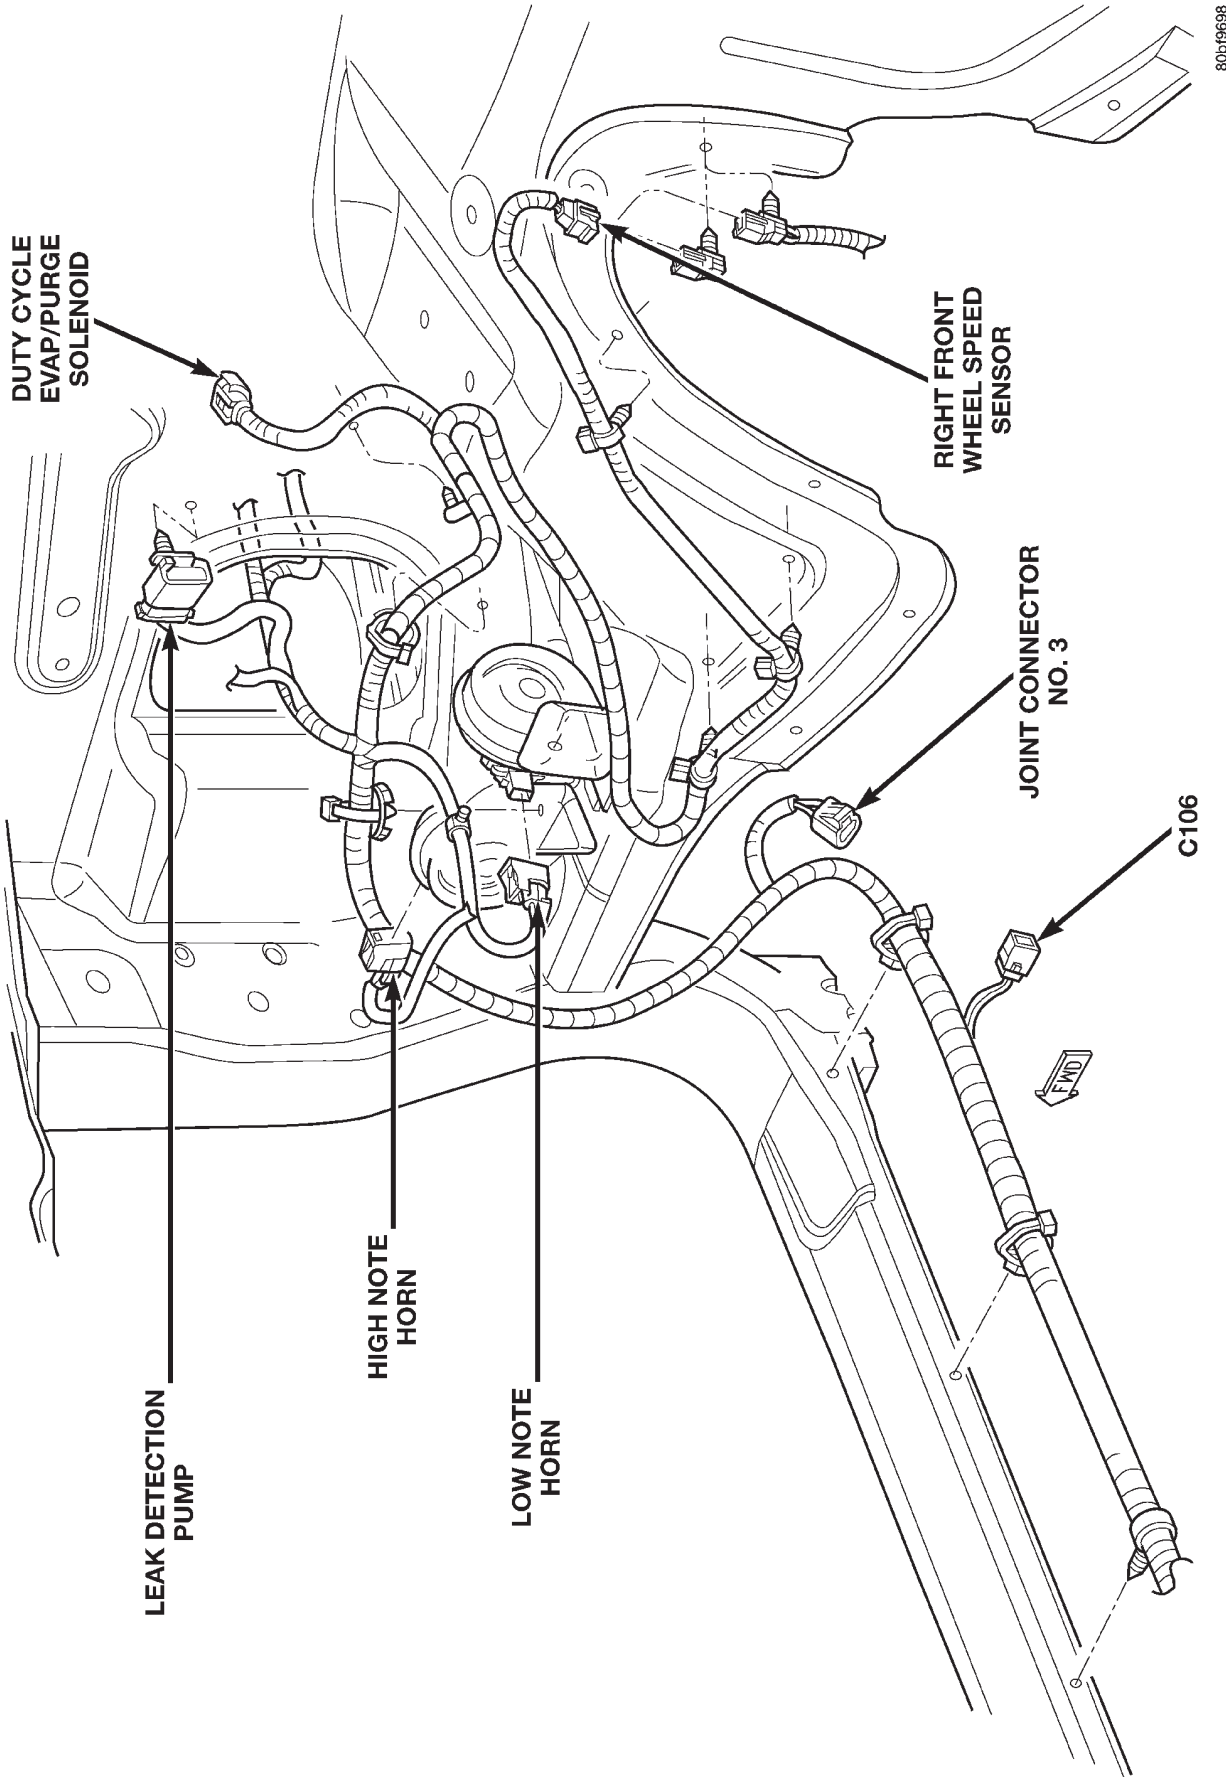 DUTY CYCLE
EVAP/PURGE
SOLENOID
RIGHT FRONT
WHEEL SPEED
SENSOR
JOINT CONNECTOR
NO. 3
C106
FWD
LEAK DETECTION
PUMP
HIGH NOTE
HORN
LOW NOTE
HORN
80bf9698